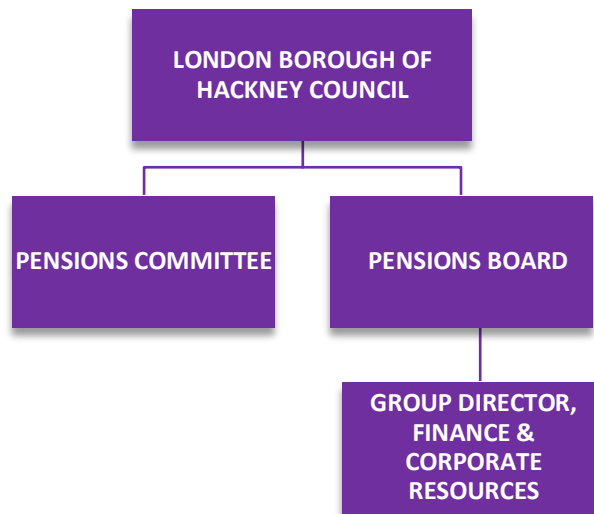 LONDON BOROUGH OF
HACKNEY COUNCIL
PENSIONS COMMITTEE
PENSIONS BOARD
GROUP DIRECTOR,
FINANCE &
CORPORATE
RESOURCES